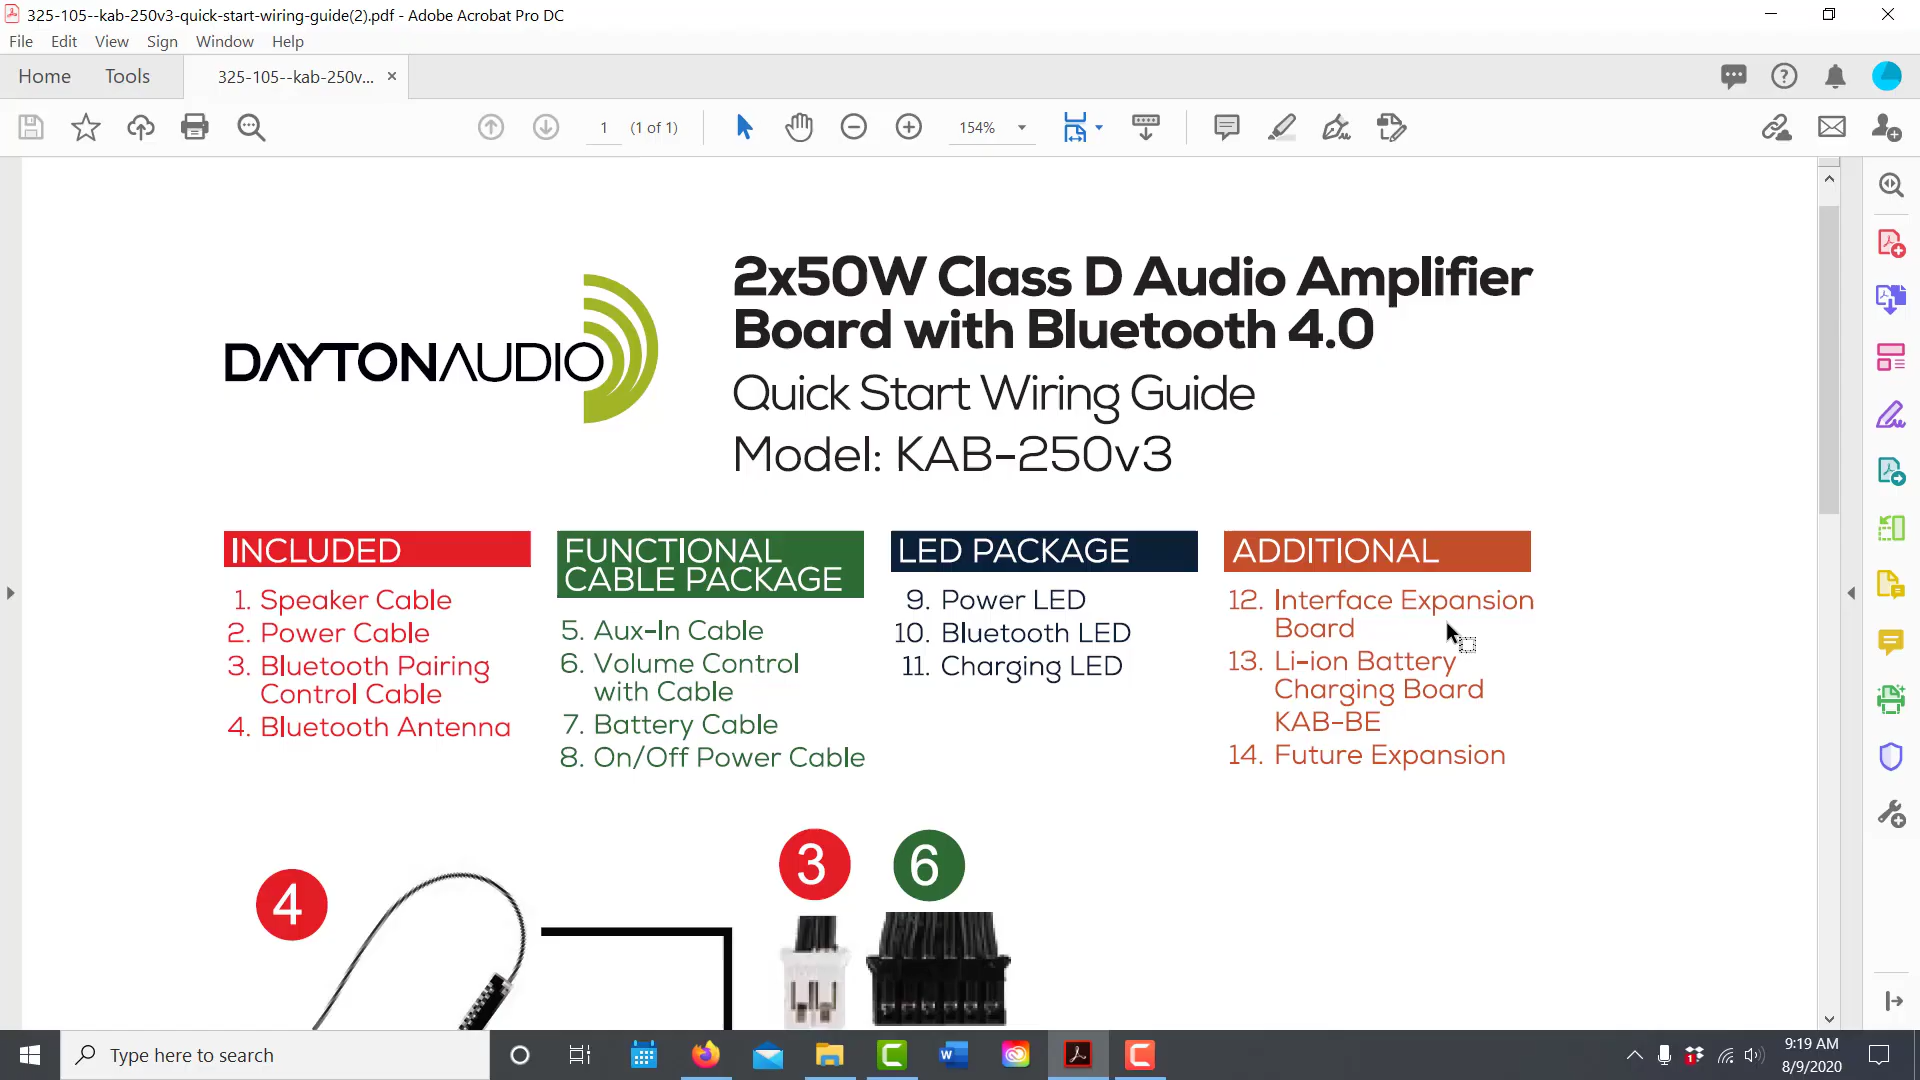 325-105--kab-250v3-quick-start-wiring-guide(2).pdf - Adobe Acrobat Pro DC
File Edit View Sign Window Help
Home Tools 325-105--kab-250v... ×
1 (1 of 1) 154%
DAYTONAUDIO
2x50W Class D Audio Amplifier
Board with Bluetooth 4.0
Quick Start Wiring Guide
Model: KAB-250v3
INCLUDED
1. Speaker Cable
2. Power Cable
3. Bluetooth Pairing
Control Cable
4. Bluetooth Antenna
FUNCTIONAL
CABLE PACKAGE
5. Aux-In Cable
6. Volume Control
with Cable
7. Battery Cable
8. On/Off Power Cable
LED PACKAGE
9. Power LED
10. Bluetooth LED
11. Charging LED
ADDITIONAL
12. Interface Expansion
Board
13. Li-ion Battery
Charging Board
KAB-BE
14. Future Expansion
4
3
6
Type here to search
9:19 AM
8/9/2020